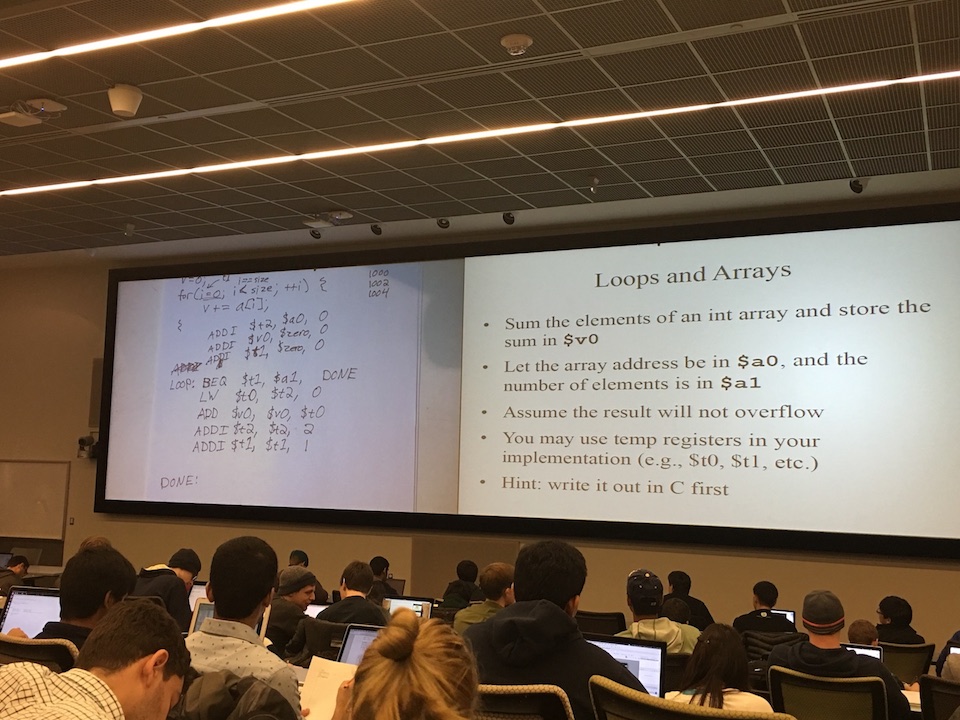 v=0; i==size
for(i=0; i<size; ++i) {
v += a[i];
}
1000
1002
1004
ADDI $t2, $a0, 0
ADDI $v0, $zero, 0
ADDI $t1, $zero, 0
LOOP: BEQ $t1, $a1, DONE
LW $t0, $t2, 0
ADD $v0, $v0, $t0
ADDI $t2, $t2, 2
ADDI $t1, $t1, 1
DONE:
Loops and Arrays
• Sum the elements of an int array and store the
sum in $v0
• Let the array address be in $a0, and the
number of elements is in $a1
• Assume the result will not overflow
• You may use temp registers in your
implementation (e.g., $t0, $t1, etc.)
• Hint: write it out in C first